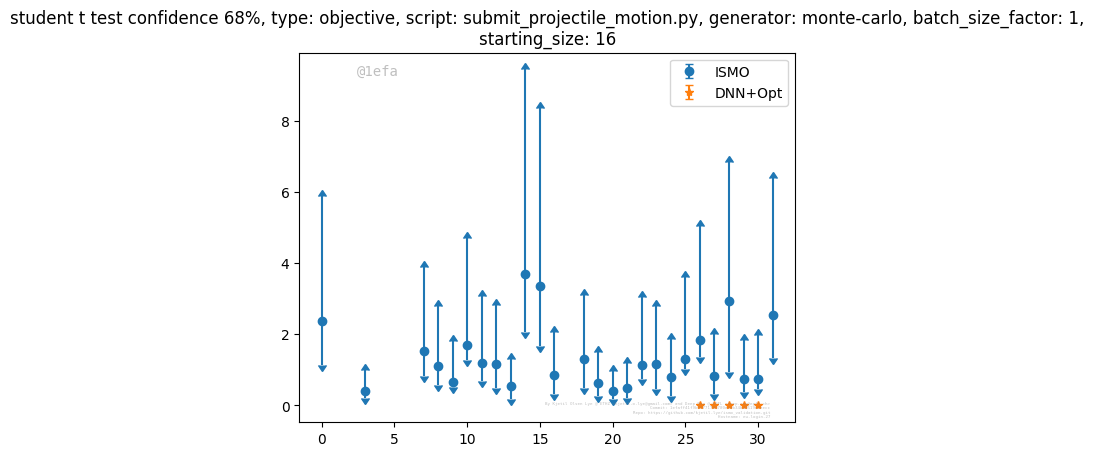 student t test confidence 68%, type: objective, script: submit_projectile_motion.py, generator: monte-carlo, batch_size_factor: 1,
starting_size: 16
@1efa
ISMO
DNN+Opt
8
6
4
2
0
0 5 10 15 20 25 30